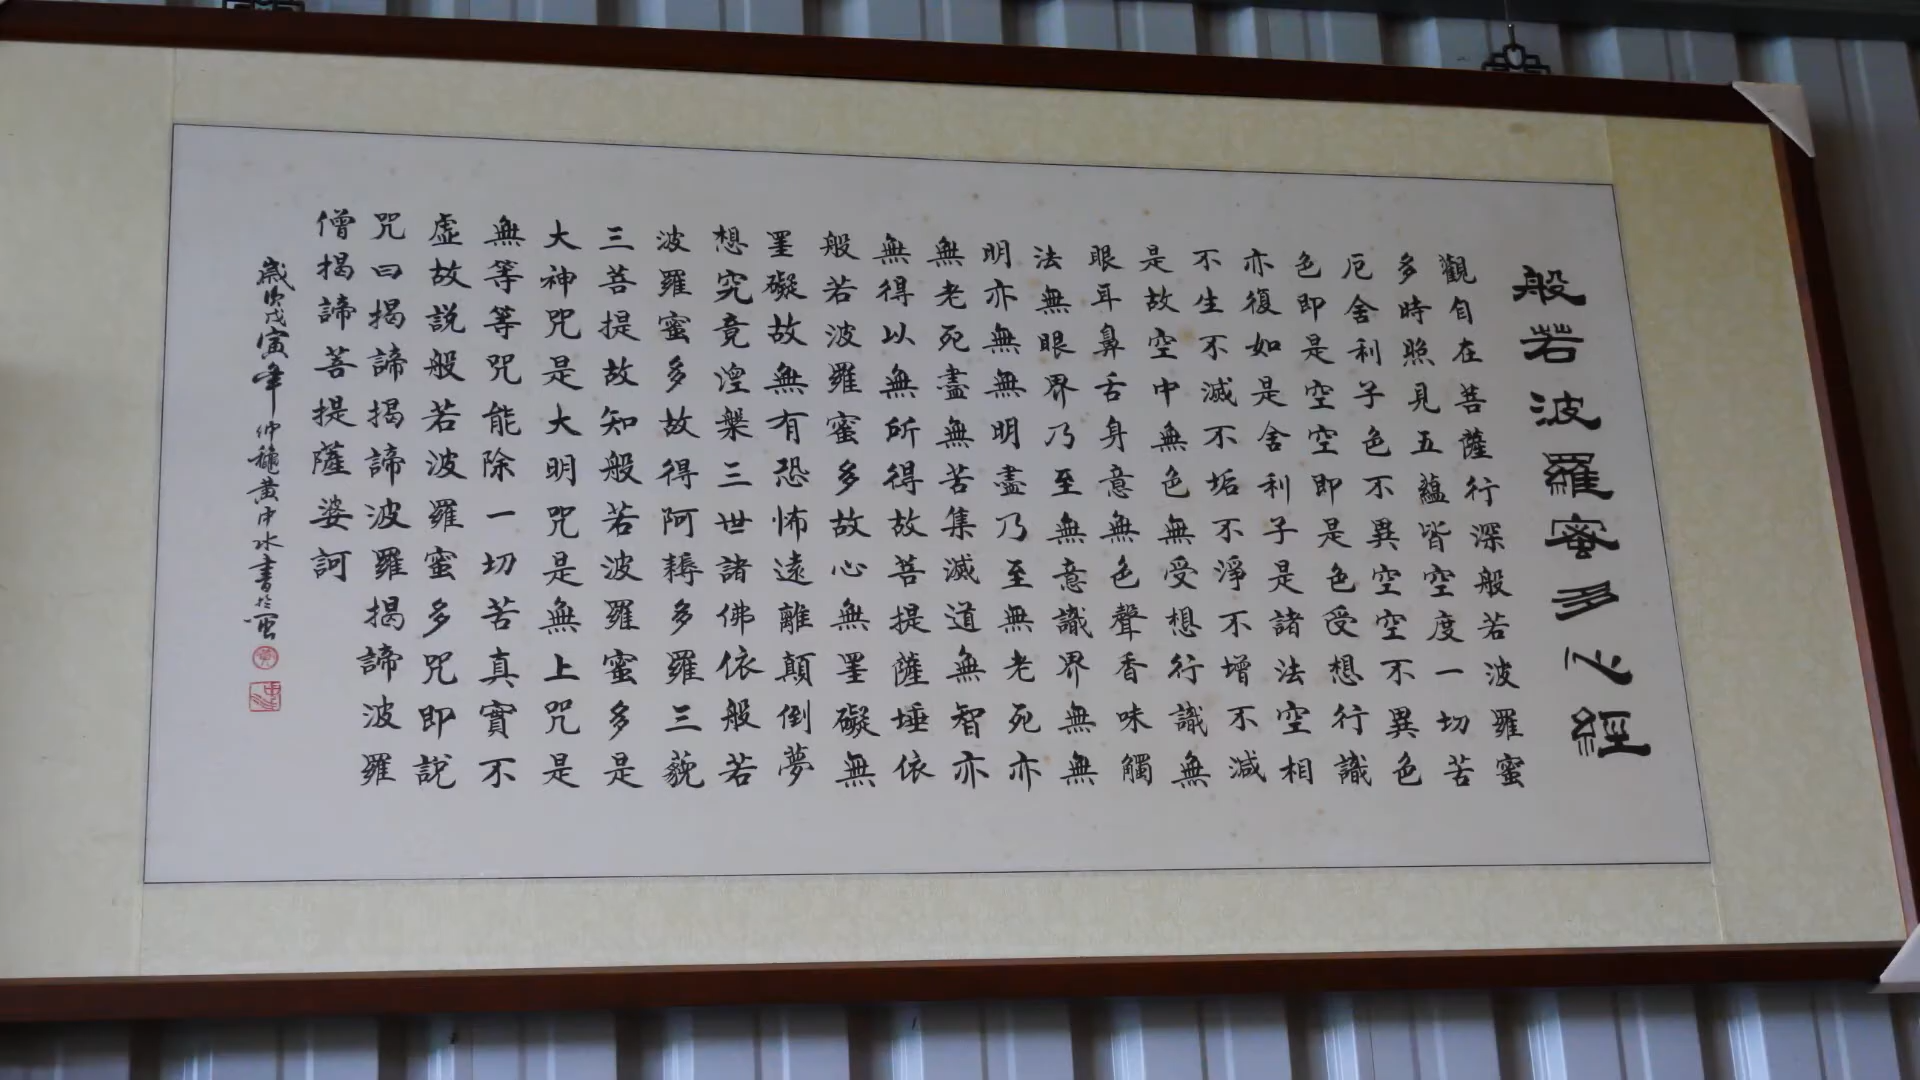 般若波羅蜜多心經
觀自在菩薩行深般若波羅蜜
多時照見五蘊皆空度一切苦
厄舍利子色不異空空不異色
色即是空空即是色受想行識
亦復如是舍利子是諸法空相
不生不滅不垢不淨不增不減
是故空中無色無受想行識無
眼耳鼻舌身意無色聲香味觸
法無眼界乃至無意識界無無
明亦無無明盡乃至無老死亦
無老死盡無苦集滅道無智亦
無得以無所得故菩提薩埵依
般若波羅蜜多故心無罣礙無
罣礙故無有恐怖遠離顛倒夢
想究竟涅槃三世諸佛依般若
波羅蜜多故得阿耨多羅三藐
三菩提故知般若波羅蜜多是
大神咒是大明咒是無上咒是
無等等咒能除一切苦真實不
虛故説般若波羅蜜多咒即説
咒曰揭諦揭諦波羅揭諦波羅
僧揭諦菩提薩婆訶
歲次戊寅年仲龝黃中冰書於